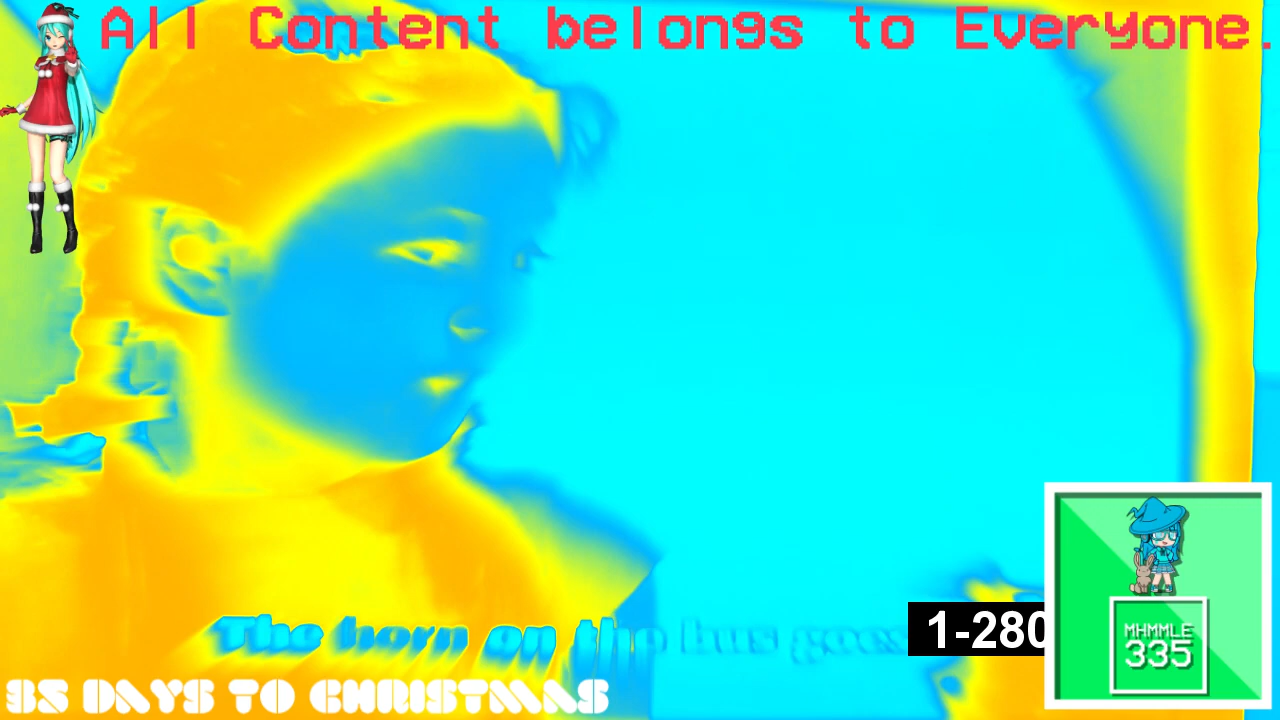 All Content belongs to Everyone.
The horn on the bus goes
1-280
MHMMLE
335
35 DAYS TO CHRISTMAS